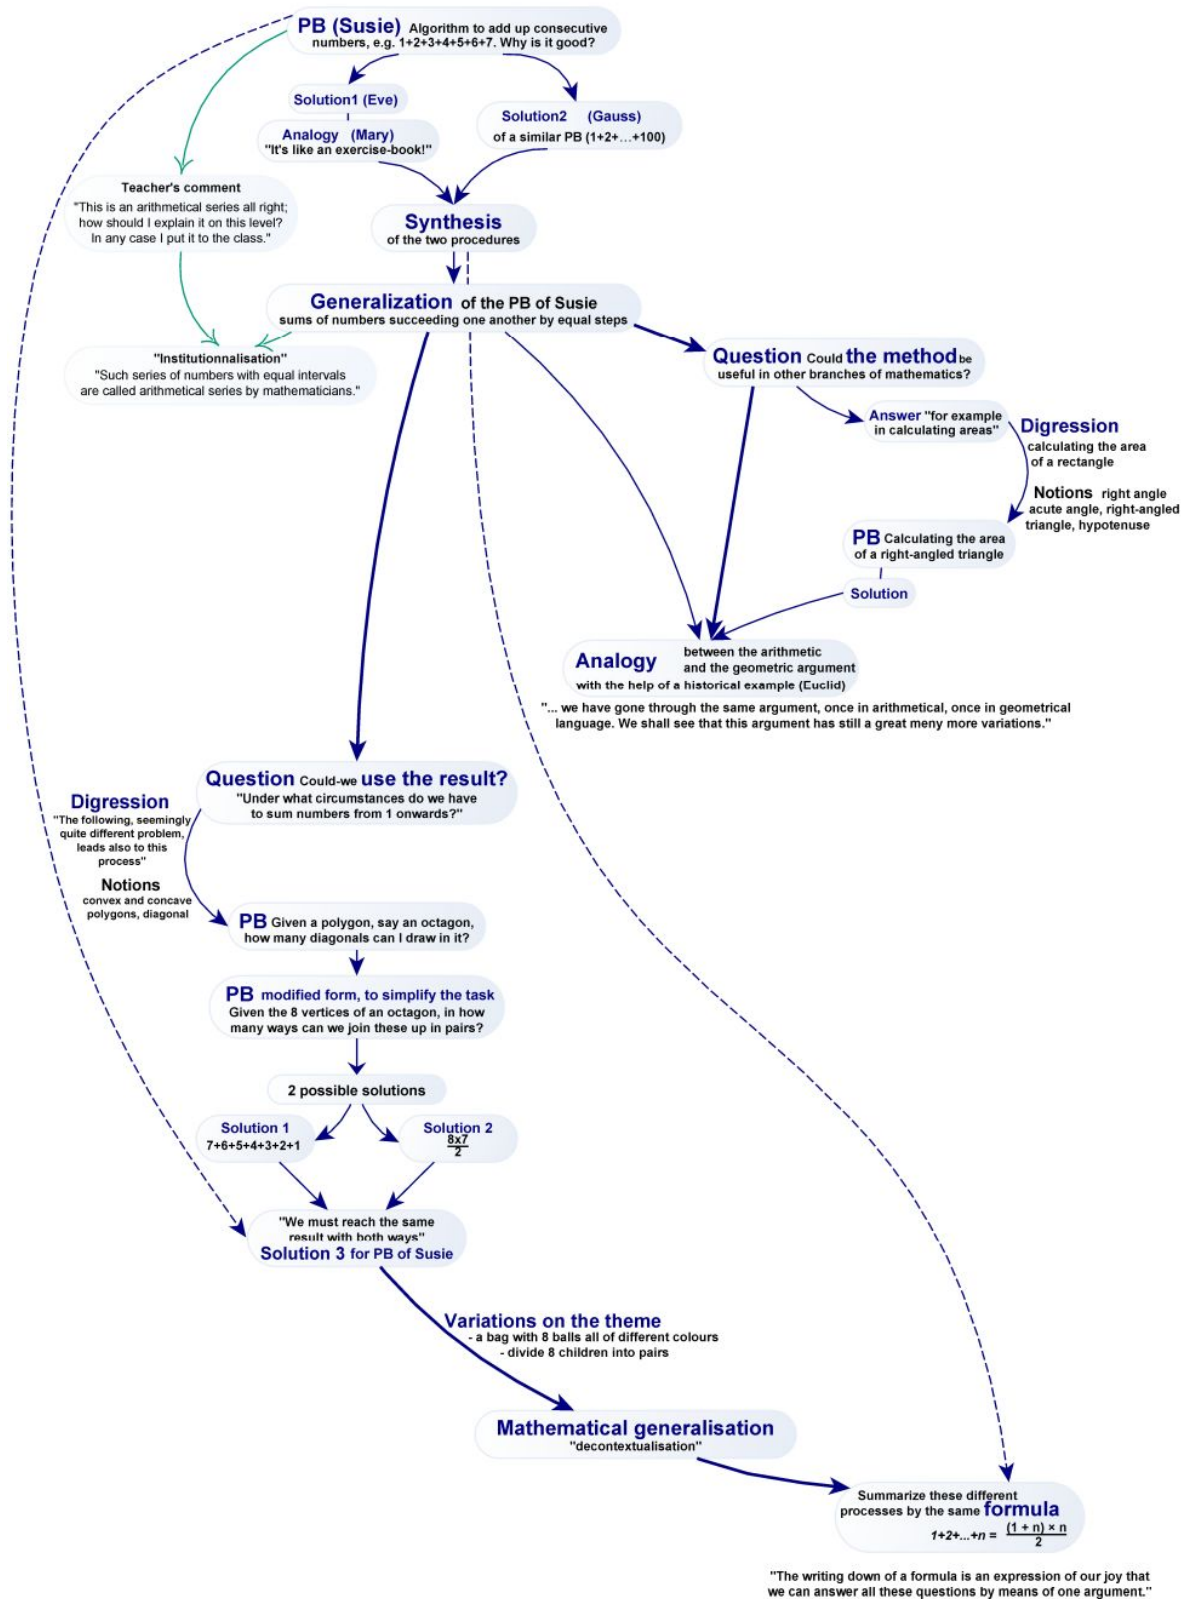 PB (Susie) Algorithm to add up consecutive
numbers, e.g. 1+2+3+4+5+6+7. Why is it good?
Solution1 (Eve)
Analogy (Mary)
"It's like an exercise-book!"
Solution2 (Gauss)
of a similar PB (1+2+...+100)
Teacher's comment
"This is an arithmetical series all right;
how should I explain it on this level?
In any case I put it to the class."
Synthesis
of the two procedures
Generalization of the PB of Susie
sums of numbers succeeding one another by equal steps
"Institutionnalisation"
"Such series of numbers with equal intervals
are called arithmetical series by mathematicians."
Question Could the method be
useful in other branches of mathematics?
Answer "for example
in calculating areas"
Digression
calculating the area
of a rectangle
Notions right angle
acute angle, right-angled
triangle, hypotenuse
PB Calculating the area
of a right-angled triangle
Solution
Analogy between the arithmetic
and the geometric argument
with the help of a historical example (Euclid)
"... we have gone through the same argument, once in arithmetical, once in geometrical
language. We shall see that this argument has still a great meny more variations."
Question Could-we use the result?
"Under what circumstances do we have
to sum numbers from 1 onwards?"
Digression
"The following, seemingly
quite different problem,
leads also to this
process"
Notions
convex and concave
polygons, diagonal
PB Given a polygon, say an octagon,
how many diagonals can I draw in it?
PB modified form, to simplify the task
Given the 8 vertices of an octagon, in how
many ways can we join these up in pairs?
2 possible solutions
Solution 1
7+6+5+4+3+2+1
Solution 2
8x7
2
"We must reach the same
result with both ways"
Solution 3 for PB of Susie
Variations on the theme
- a bag with 8 balls all of different colours
- divide 8 children into pairs
Mathematical generalisation
"decontextualisation"
Summarize these different
processes by the same formula
1+2+...+n = (1 + n) × n
2
"The writing down of a formula is an expression of our joy that
we can answer all these questions by means of one argument."